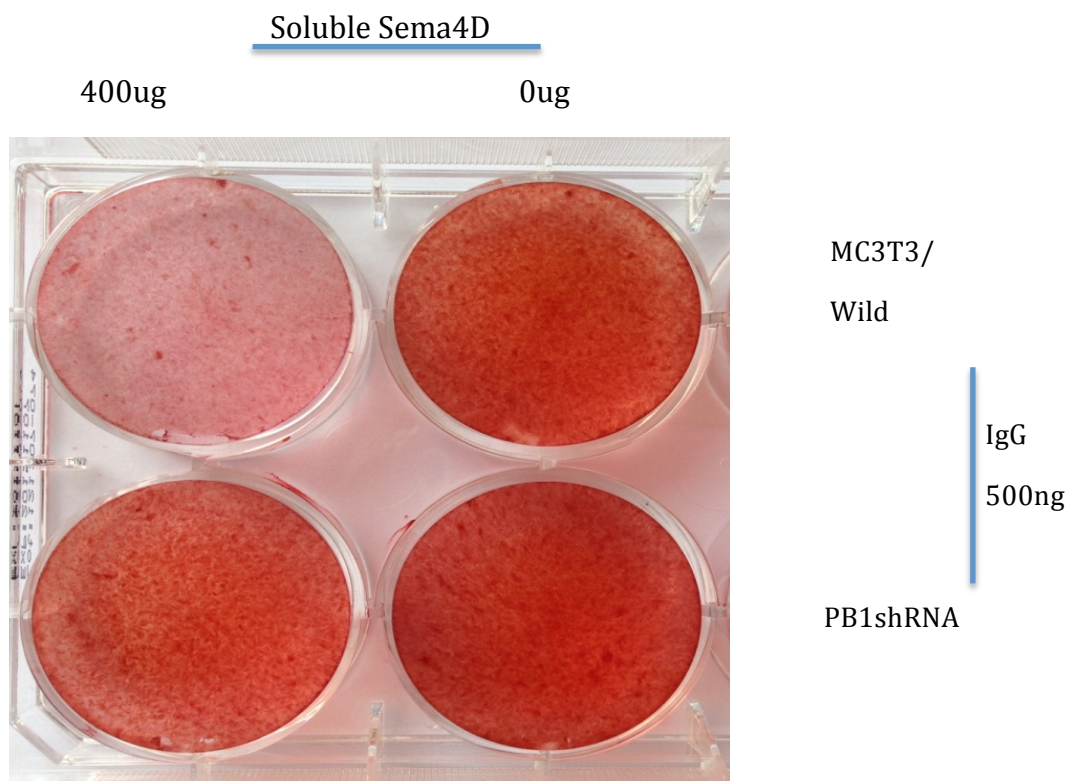 Soluble Sema4D
400ug 0ug
MC3T3/
Wild
IgG
500ng
PB1shRNA